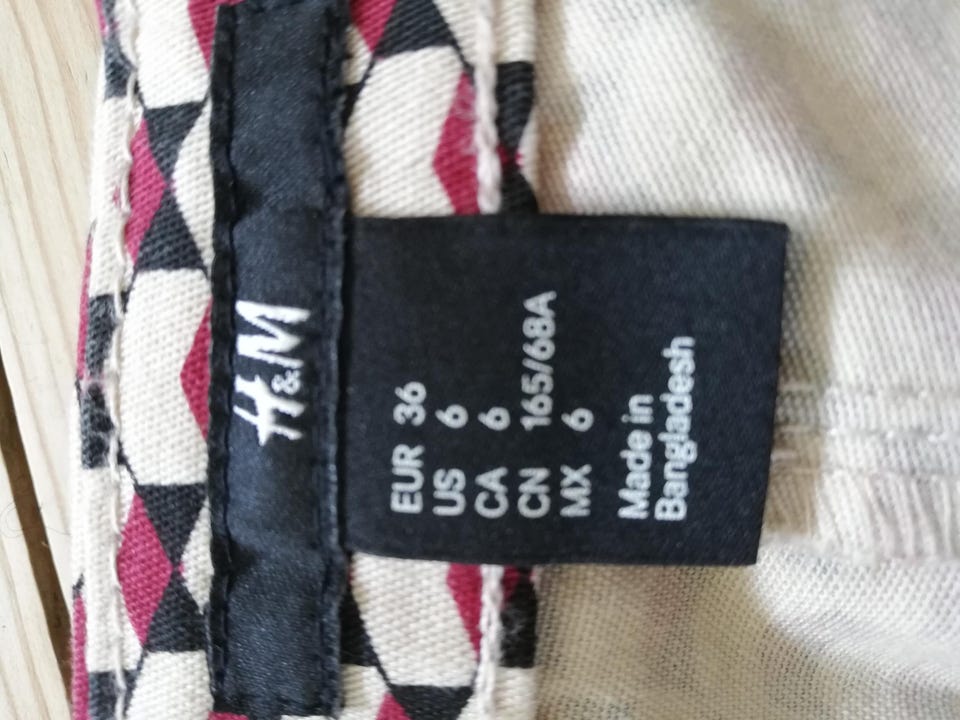 H&M
EUR 36
US 6
CA 6
CN 165/68A
MX 6
Made in
Bangladesh